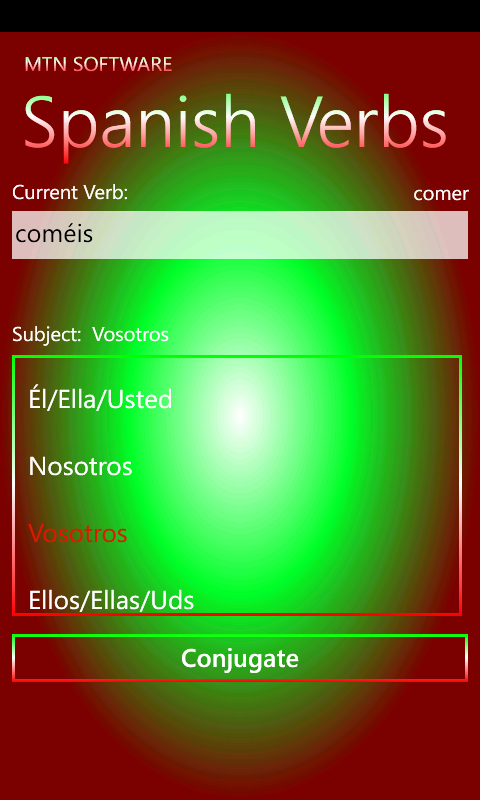 MTN SOFTWARE
Spanish Verbs
Current Verb: comer
coméis
Subject: Vosotros
Él/Ella/Usted
Nosotros
Vosotros
Ellos/Ellas/Uds
Conjugate